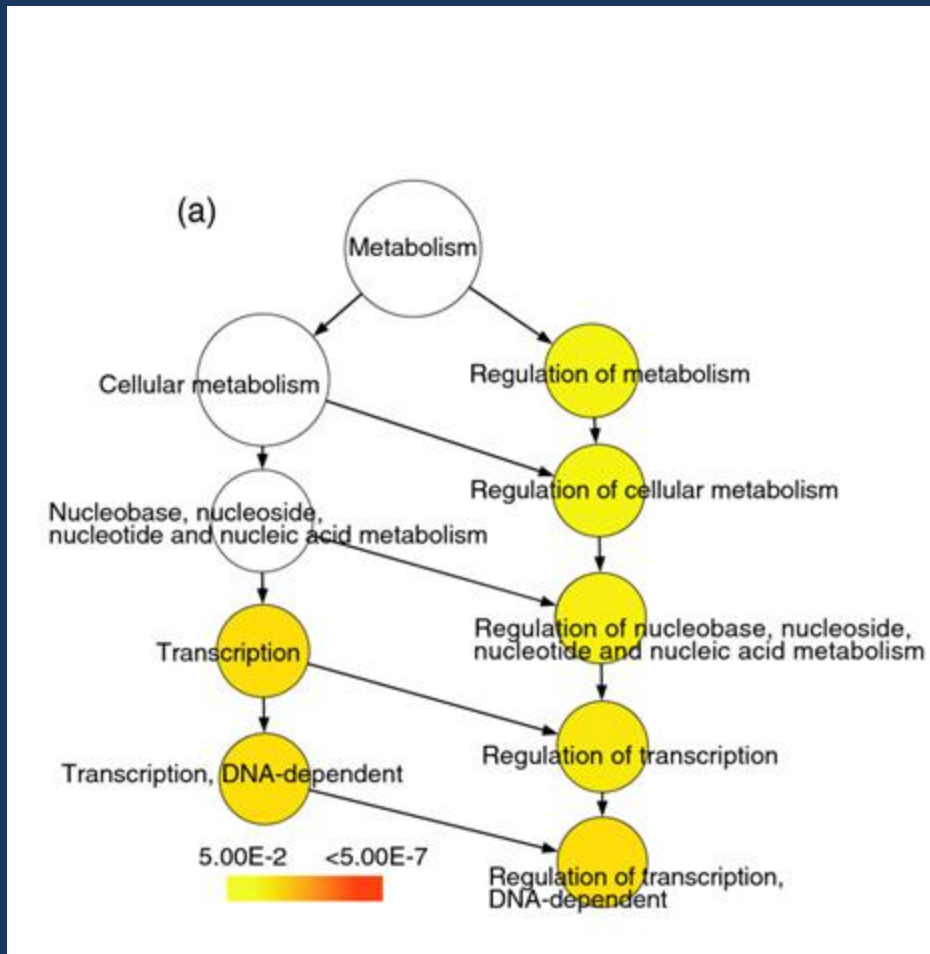 (a)
Metabolism
Cellular metabolism
Regulation of metabolism
Regulation of cellular metabolism
Nucleobase, nucleoside,
nucleotide and nucleic acid metabolism
Regulation of nucleobase, nucleoside,
nucleotide and nucleic acid metabolism
Transcription
Regulation of transcription
Transcription, DNA-dependent
Regulation of transcription,
DNA-dependent
5.00E-2 <5.00E-7